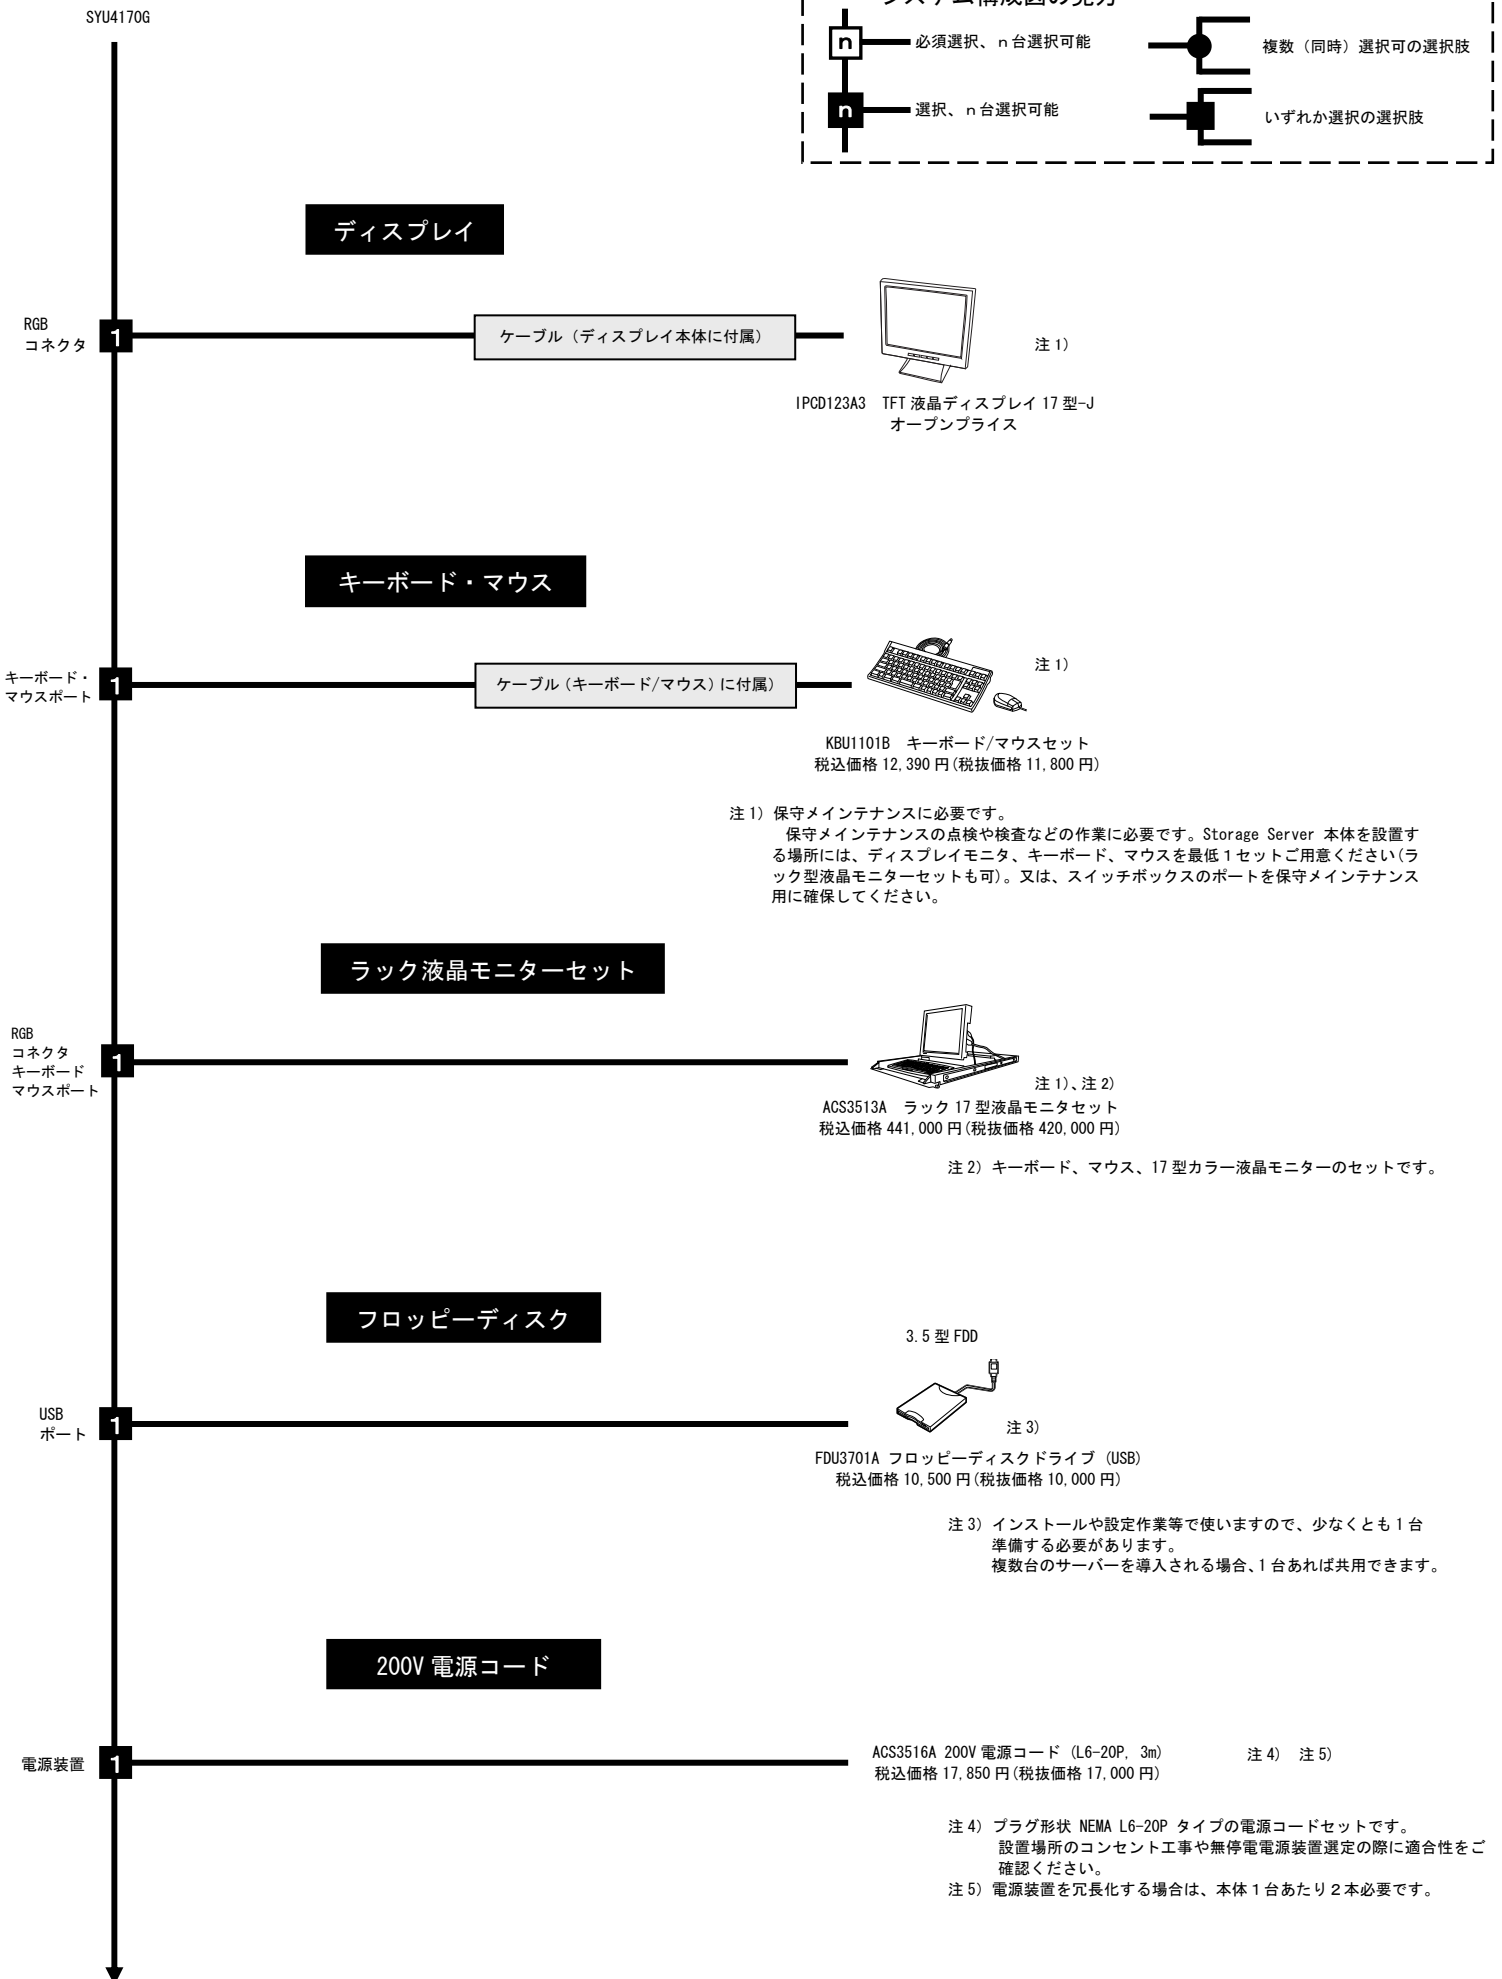 SYU4170G
システム構成図の見方
n
必須選択、n台選択可能
複数（同時）選択可の選択肢
n
選択、n台選択可能
いずれか選択の選択肢
ディスプレイ
RGB
コネクタ
1
ケーブル（ディスプレイ本体に付属）
注1）
IPCD123A3 TFT液晶ディスプレイ17型-J
オープンプライス
キーボード・マウス
キーボード・
マウスポート
1
ケーブル（キーボード/マウス）に付属）
注1）
KBU1101B キーボード/マウスセット
税込価格12,390円(税抜価格11,800円)
注1）保守メインテナンスに必要です。
保守メインテナンスの点検や検査などの作業に必要です。Storage Server 本体を設置す
る場所には、ディスプレイモニタ、キーボード、マウスを最低1セットご用意ください(ラ
ック型液晶モニターセットも可)。又は、スイッチボックスのポートを保守メインテナンス
用に確保してください。
ラック液晶モニターセット
RGB
コネクタ
キーボード
マウスポート
1
注1)、注2)
ACS3513A ラック17型液晶モニタセット
税込価格441,000円(税抜価格420,000円)
注2）キーボード、マウス、17型カラー液晶モニターのセットです。
フロッピーディスク
3.5型FDD
USB
ポート
1
注3）
FDU3701A フロッピーディスクドライブ (USB)
税込価格10,500円(税抜価格10,000円)
注3）インストールや設定作業等で使いますので、少なくとも1台
準備する必要があります。
複数台のサーバーを導入される場合、1台あれば共用できます。
200V電源コード
電源装置
1
ACS3516A 200V電源コード (L6-20P, 3m)
注4） 注5）
税込価格17,850円(税抜価格17,000円)
注4）プラグ形状 NEMA L6-20P タイプの電源コードセットです。
設置場所のコンセント工事や無停電電源装置選定の際に適合性をご
確認ください。
注5）電源装置を冗長化する場合は、本体1台あたり2本必要です。